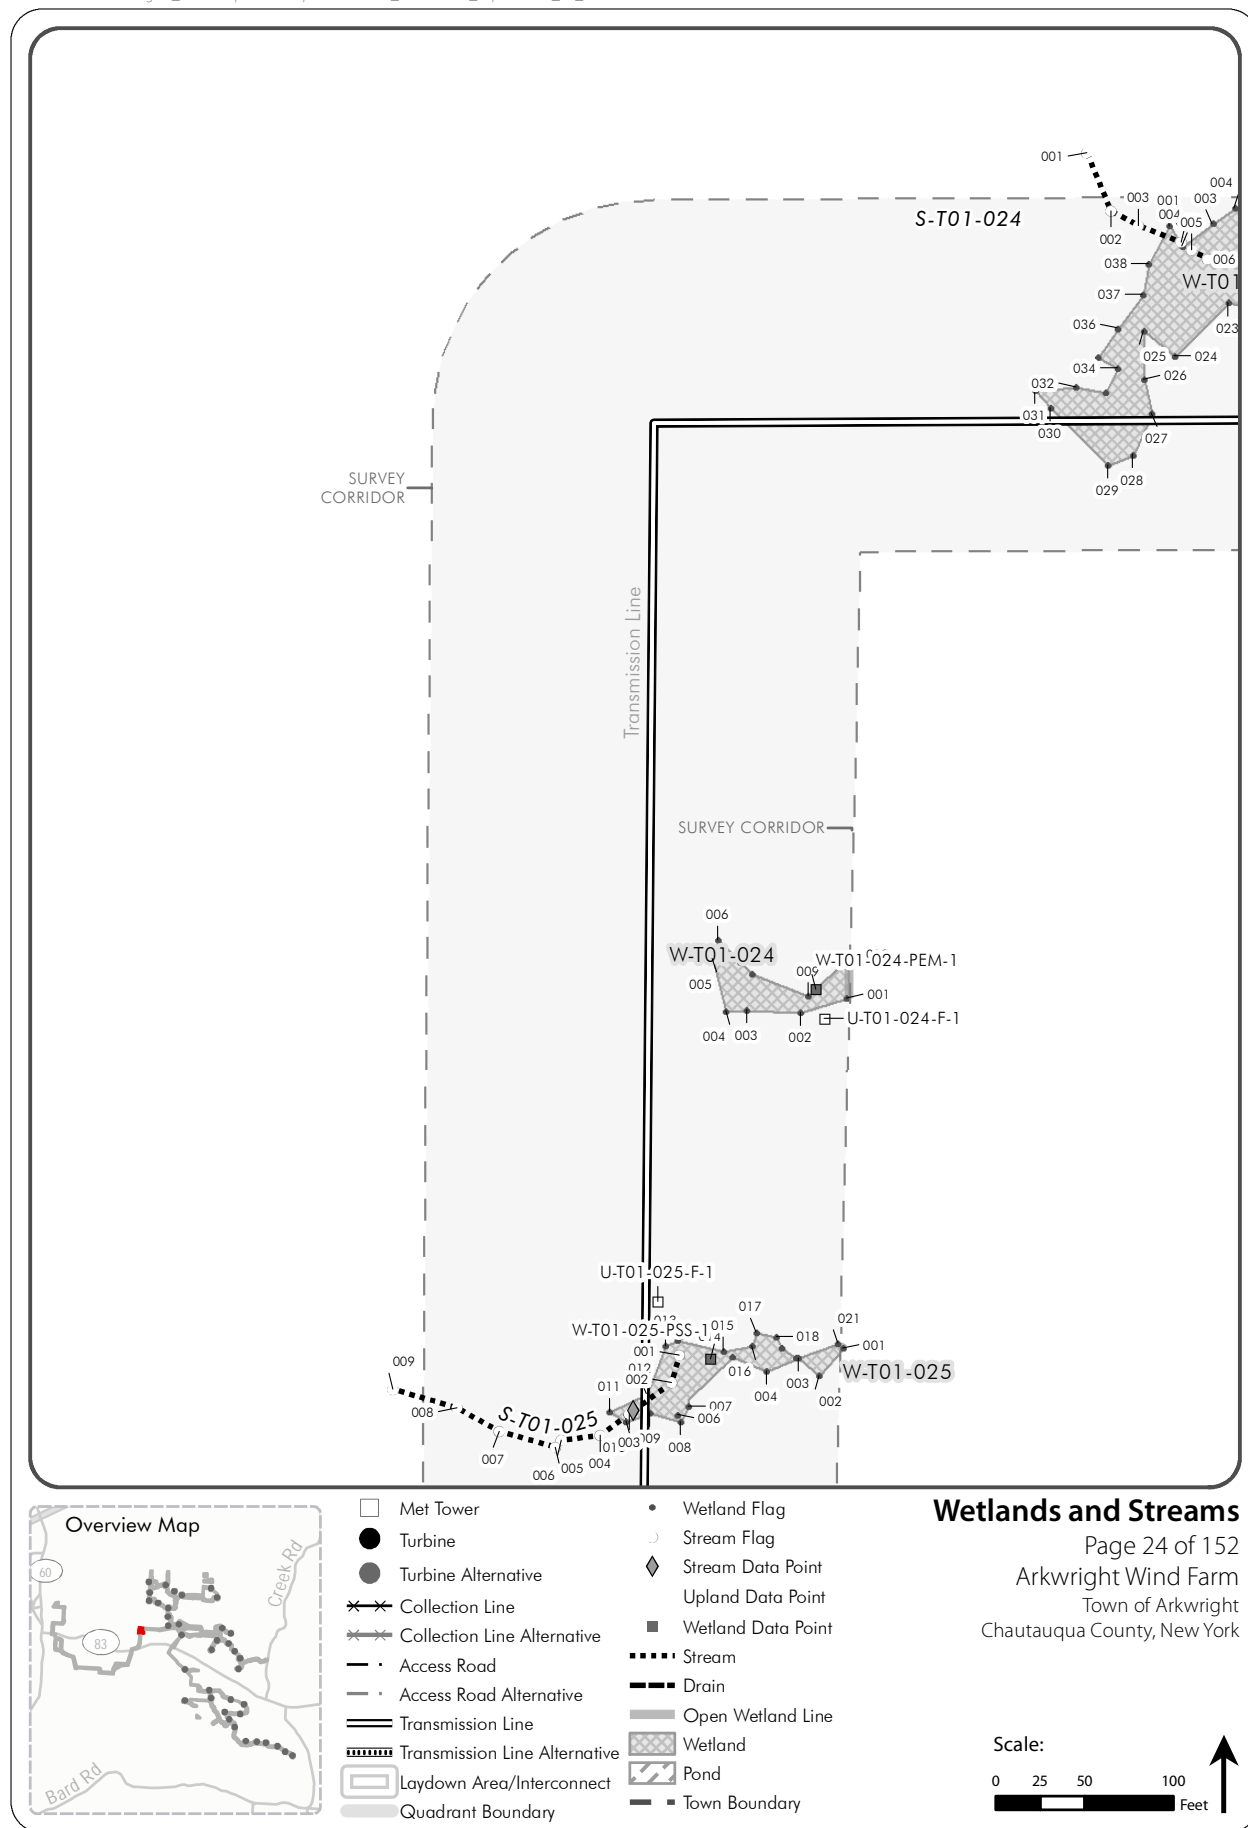 001
004
003
001
003
004
005
S-T01-024
002
006
038
W-T01
037
023
036
025
024
034
026
032
031
030
027
028
029
SURVEY
CORRIDOR
Transmission Line
SURVEY CORRIDOR
006
W-T01-024
W-T01-024-PEM-1
009
005
001
U-T01-024-F-1
004
003
002
U-T01-025-F-1
017
021
W-T01-025-PSS-1
015
018
001
001
016
003
W-T01-025
012
002
004
002
009
011
008
S-T01-025
007
006
003
009
008
007
004
005
006
Overview Map
60
83
Creek Rd
Bard Rd
Met Tower
Turbine
Turbine Alternative
Collection Line
Collection Line Alternative
Access Road
Access Road Alternative
Transmission Line
Transmission Line Alternative
Laydown Area/Interconnect
Quadrant Boundary
Wetland Flag
Stream Flag
Stream Data Point
Upland Data Point
Wetland Data Point
Stream
Drain
Open Wetland Line
Wetland
Pond
Town Boundary
Wetlands and Streams
Page 24 of 152
Arkwright Wind Farm
Town of Arkwright
Chautauqua County, New York
Scale:
0 25 50 100
Feet